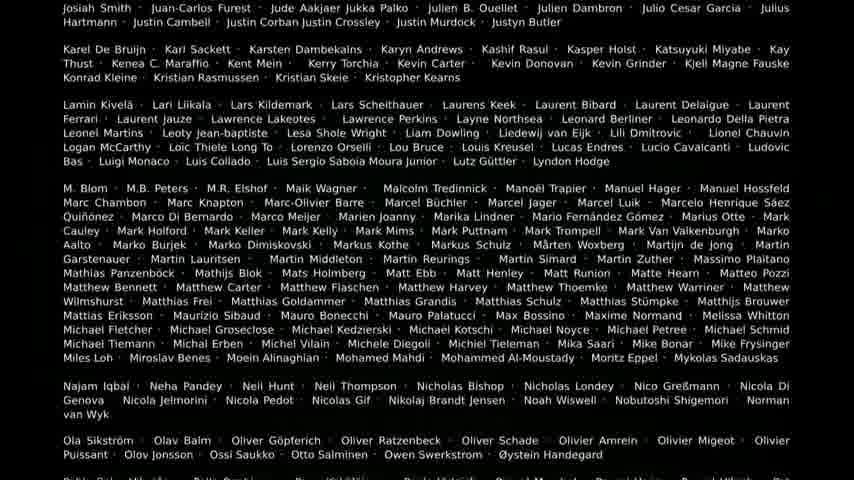 Josiah Smith · Juan-Carlos Furest · Jude Aakjaer Jukka Palko · Julien B. Ouellet · Julien Dambron · Julio Cesar Garcia · Julius
Hartmann · Justin Cambell · Justin Corban Justin Crossley · Justin Murdock · Justyn Butler
Karel De Bruijn · Karl Sackett · Karsten Dambekalns · Karyn Andrews · Kashif Rasul · Kasper Holst · Katsuyuki Miyabe · Kay
Thust · Kenea C. Maraffio · Kent Mein · Kerry Torchia · Kevin Carter · Kevin Donovan · Kevin Grinder · Kjell Magne Fauske
Konrad Kleine · Kristian Rasmussen · Kristian Skeie · Kristopher Kearns
Lamin Kivelä · Lari Liikala · Lars Kildemark · Lars Scheithauer · Laurens Keek · Laurent Bibard · Laurent Delaigue · Laurent
Ferrari · Laurent Jauze · Lawrence Lakeotes · Lawrence Perkins · Layne Northsea · Leonard Berliner · Leonardo Della Pietra
Leonel Martins · Leoty Jean-baptiste · Lesa Shole Wright · Liam Dowling · Liedewij van Eijk · Lili Dmitrovic · Lionel Chauvin
Logan McCarthy · Loïc Thiele Long To · Lorenzo Orselli · Lou Bruce · Louis Kreusel · Lucas Endres · Lucio Cavalcanti · Ludovic
Bas · Luigi Monaco · Luis Collado · Luis Sergio Saboia Moura Junior · Lutz Güttler · Lyndon Hodge
M. Blom · M.B. Peters · M.R. Elshof · Maik Wagner · Malcolm Tredinnick · Manoël Trapier · Manuel Hager · Manuel Hossfeld
Marc Chambon · Marc Knapton · Marc-Olivier Barre · Marcel Büchler · Marcel Jager · Marcel Luik · Marcelo Henrique Sáez
Quiñónez · Marco Di Bernardo · Marco Meijer · Marien Joanny · Marika Lindner · Mario Fernández Gómez · Marius Otte · Mark
Cauley · Mark Holford · Mark Keller · Mark Kelly · Mark Mims · Mark Puttnam · Mark Trompell · Mark Van Valkenburgh · Marko
Aalto · Marko Burjek · Marko Dimiskovski · Markus Kothe · Markus Schulz · Mårten Woxberg · Martijn de Jong · Martin
Garstenauer · Martin Lauritsen · Martin Middleton · Martin Reurings · Martin Simard · Martin Zuther · Massimo Plaitano
Mathias Panzenböck · Mathijs Blok · Mats Holmberg · Matt Ebb · Matt Henley · Matt Runion · Matte Hearn · Matteo Pozzi
Matthew Bennett · Matthew Carter · Matthew Flaschen · Matthew Harvey · Matthew Thoemke · Matthew Warriner · Matthew
Wilmshurst · Matthias Frei · Matthias Goldammer · Matthias Grandis · Matthias Schulz · Matthias Stümpke · Matthijs Brouwer
Mattias Eriksson · Maurizio Sibaud · Mauro Bonecchi · Mauro Palatucci · Max Bossino · Maxime Normand · Melissa Whitton
Michael Fletcher · Michael Groseclose · Michael Kedzierski · Michael Kotschi · Michael Noyce · Michael Petree · Michael Schmid
Michael Tiemann · Michal Erben · Michel Vilain · Michele Diegoli · Michiel Tieleman · Mika Saari · Mike Bonar · Mike Frysinger
Miles Loh · Miroslav Benes · Moein Alinaghian · Mohamed Mahdi · Mohammed Al-Moustady · Moritz Eppel · Mykolas Sadauskas
Najam Iqbal · Neha Pandey · Neil Hunt · Neil Thompson · Nicholas Bishop · Nicholas Londey · Nico Greßmann · Nicola Di
Genova · Nicola Jelmorini · Nicola Pedot · Nicolas Gif · Nikolaj Brandt Jensen · Noah Wiswell · Nobutoshi Shigemori · Norman
van Wyk
Ola Sikström · Olav Balm · Oliver Göpferich · Oliver Ratzenbeck · Oliver Schade · Olivier Amrein · Olivier Migeot · Olivier
Puissant · Olov Jonsson · Ossi Saukko · Otto Salminen · Owen Swerkstrom · Øystein Handegard